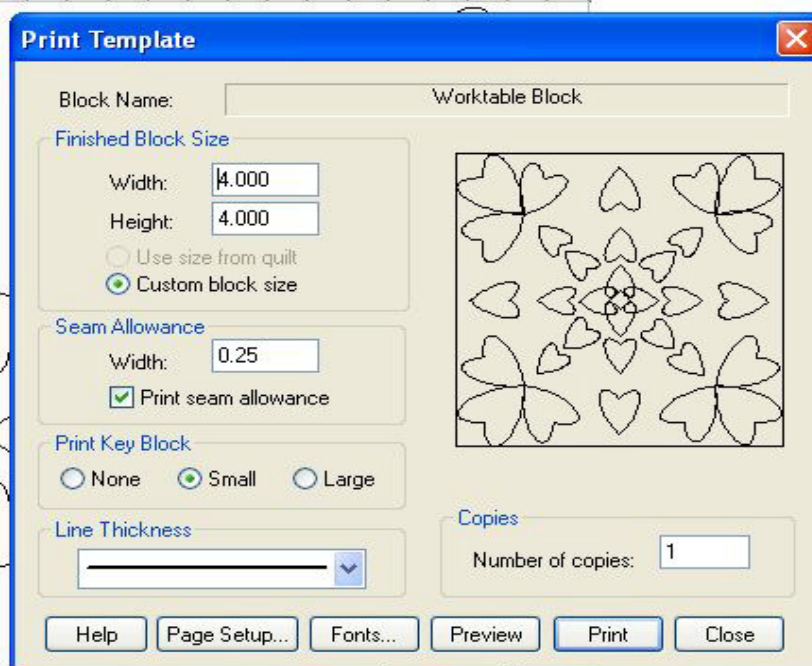 Print Template
Block Name: Worktable Block
Finished Block Size
Width: 4.000
Height: 4.000
Use size from quilt
Custom block size
Seam Allowance
Width: 0.25
Print seam allowance
Print Key Block
None Small Large
Line Thickness
Copies
Number of copies: 1
Help Page Setup... Fonts... Preview Print Close